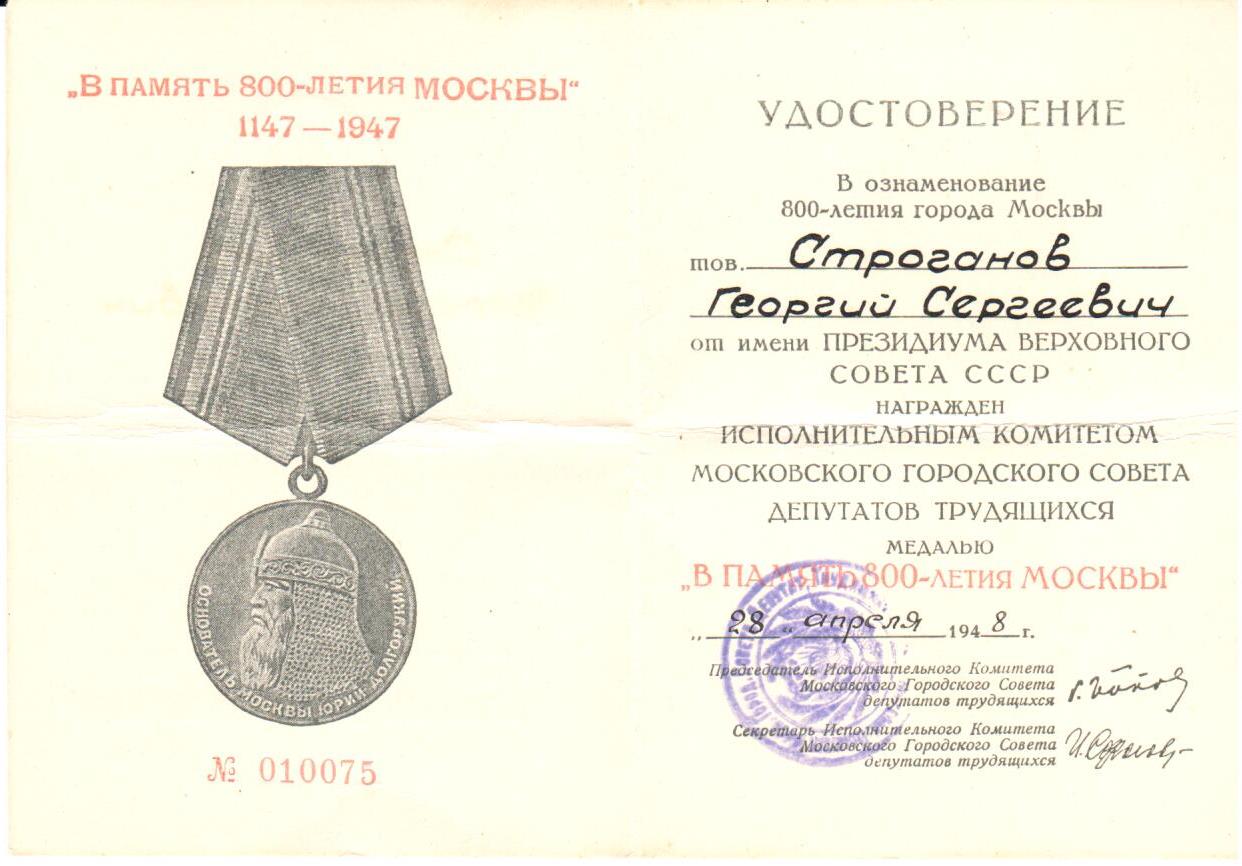 „В ПАМЯТЬ 800-ЛЕТИЯ МОСКВЫ“
1147 — 1947
ОСНОВАТЕЛЬ МОСКВЫ ЮРИЙ ДОЛГОРУКИЙ
№ 010075
УДОСТОВЕРЕНИЕ
В ознаменование
800-летия города Москвы
тов. Строганов
Георгий Сергеевич
от имени ПРЕЗИДИУМА ВЕРХОВНОГО
СОВЕТА СССР
НАГРАЖДЕН
ИСПОЛНИТЕЛЬНЫМ КОМИТЕТОМ
МОСКОВСКОГО ГОРОДСКОГО СОВЕТА
ДЕПУТАТОВ ТРУДЯЩИХСЯ
МЕДАЛЬЮ
„В ПАМЯТЬ 800-ЛЕТИЯ МОСКВЫ“
„ 28 “ апреля 1948 г.
Председатель Исполнительного Комитета
Московского Городского Совета
депутатов трудящихся
Секретарь Исполнительного Комитета
Московского Городского Совета
депутатов трудящихся